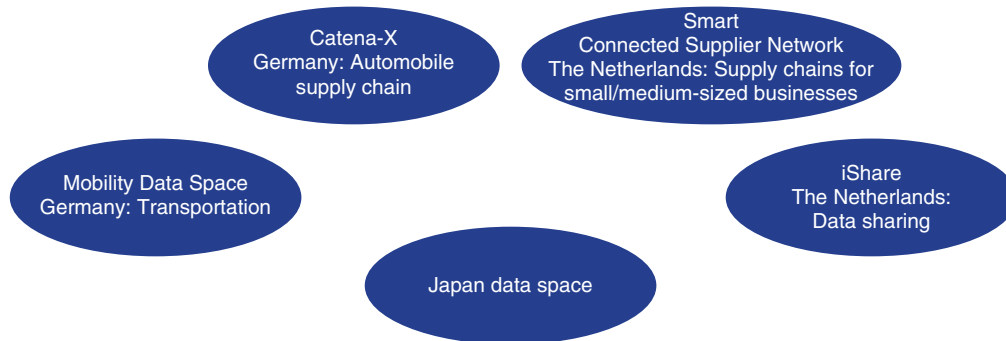 Catena-X
Germany: Automobile
supply chain
Smart
Connected Supplier Network
The Netherlands: Supply chains for
small/medium-sized businesses
Mobility Data Space
Germany: Transportation
iShare
The Netherlands:
Data sharing
Japan data space